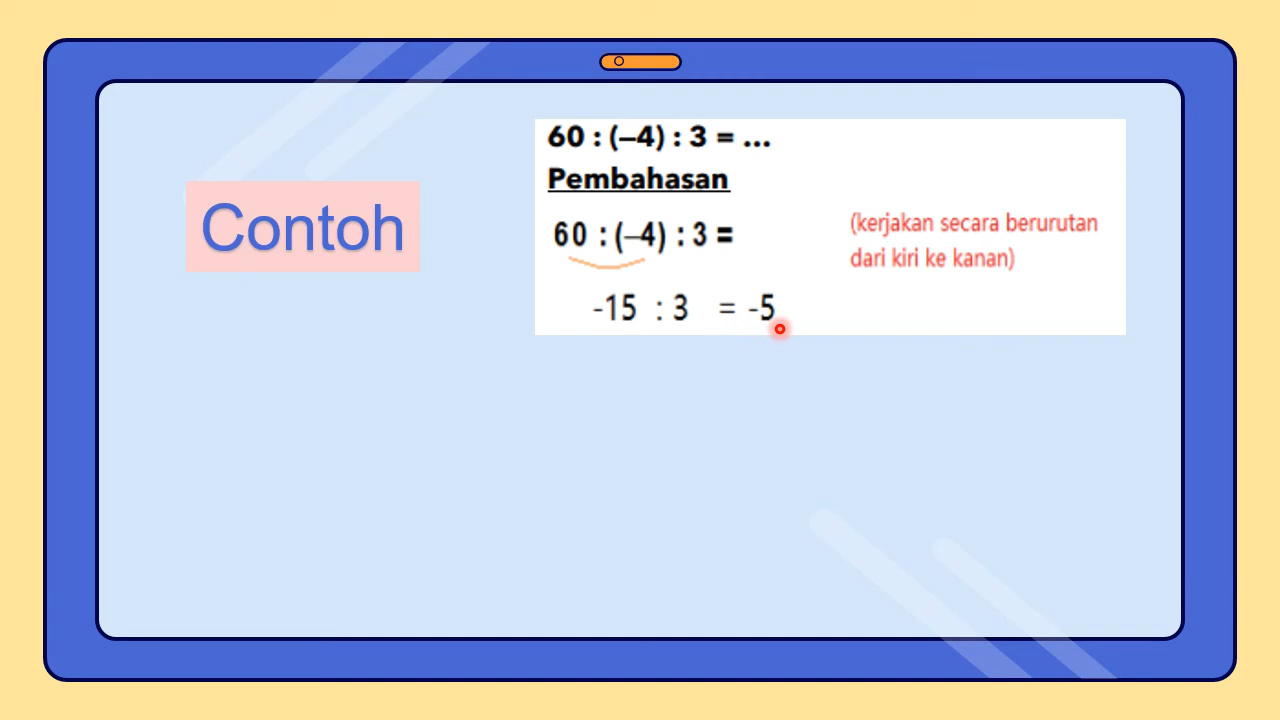 Contoh
60 : (–4) : 3 = ...
Pembahasan
60 : (–4) : 3 =
(kerjakan secara berurutan
dari kiri ke kanan)
-15 : 3 = -5